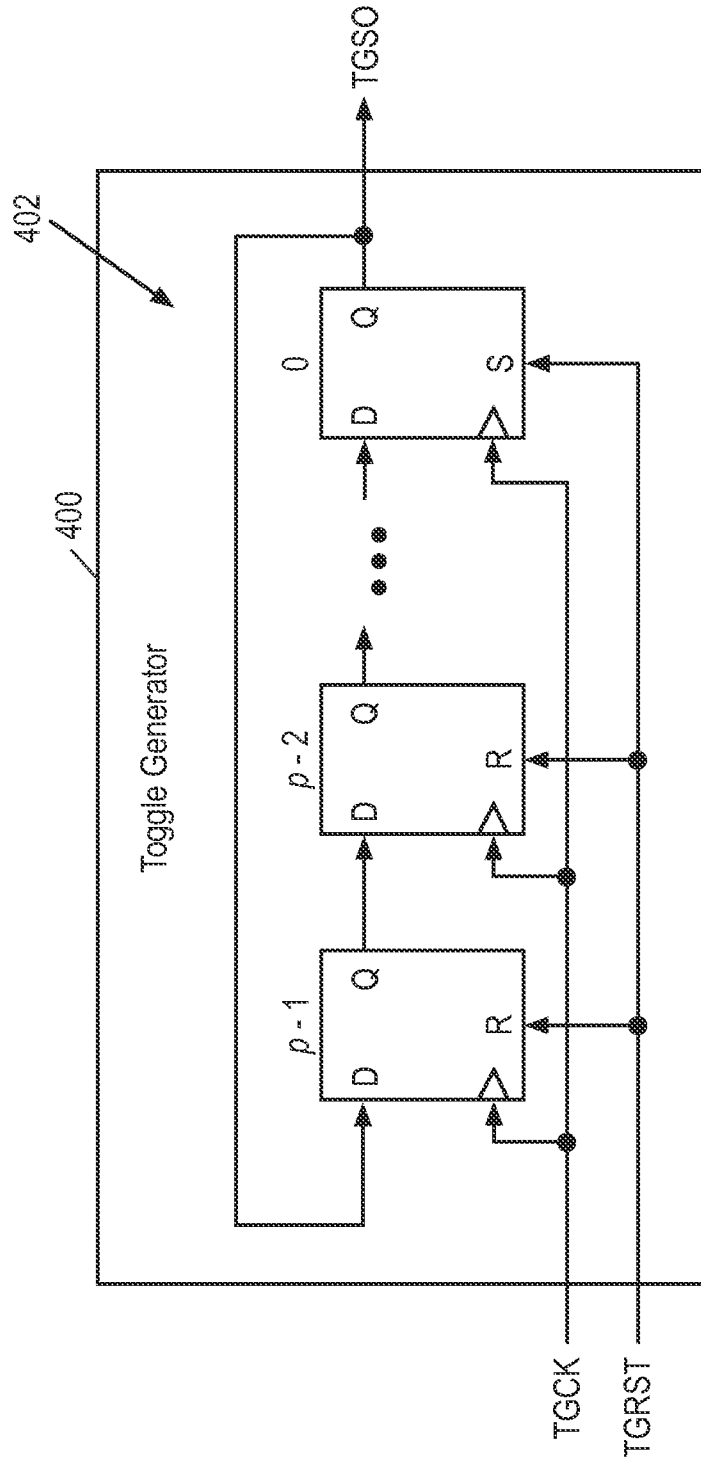 402
400
Toggle Generator
p - 1
p - 2
0
D Q
D Q
D Q
R
R
S
TGSO
TGCK
TGRST